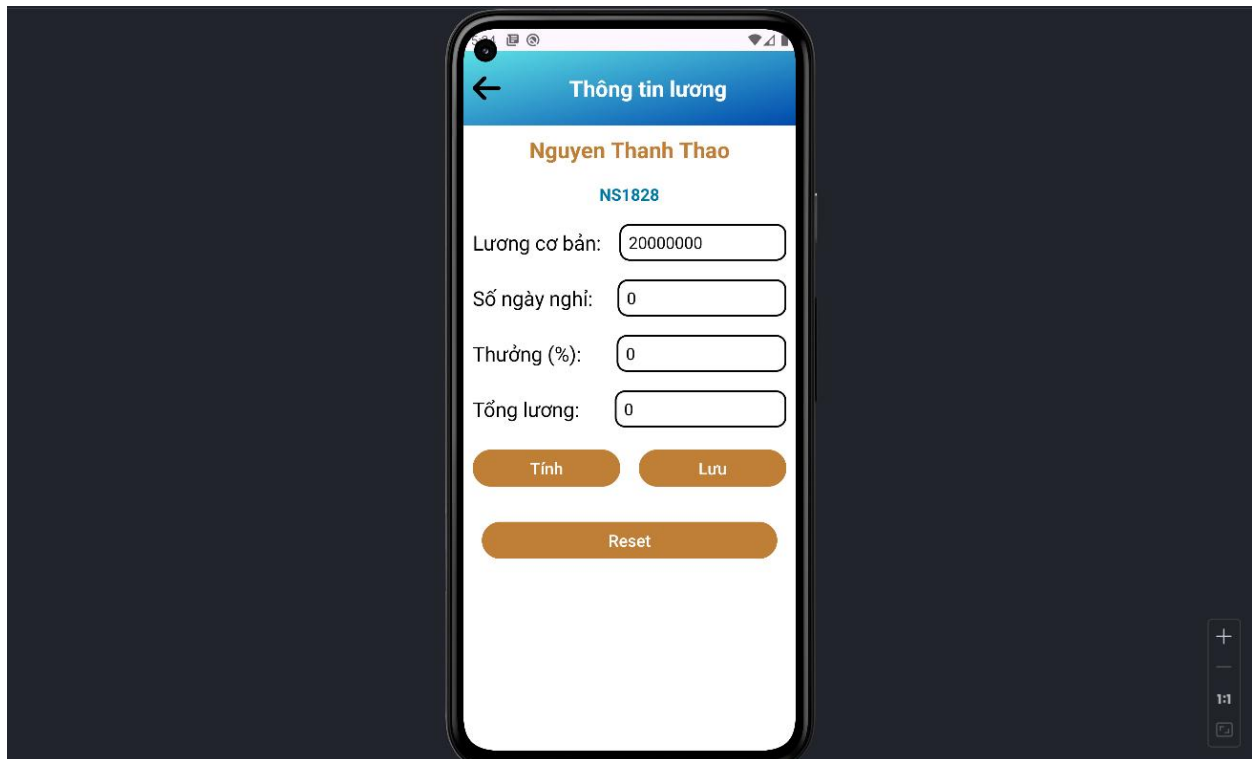 Thông tin lương
Nguyen Thanh Thao
NS1828
Lương cơ bản: 20000000
Số ngày nghỉ: 0
Thưởng (%): 0
Tổng lương: 0
Tính Lưu
Reset
1:1